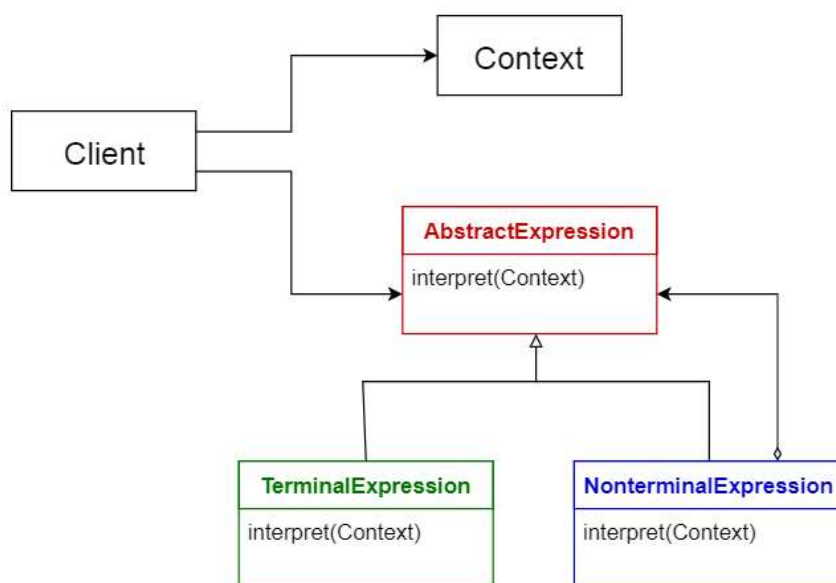 Context
Client
AbstractExpression
interpret(Context)
TerminalExpression
interpret(Context)
NonterminalExpression
interpret(Context)